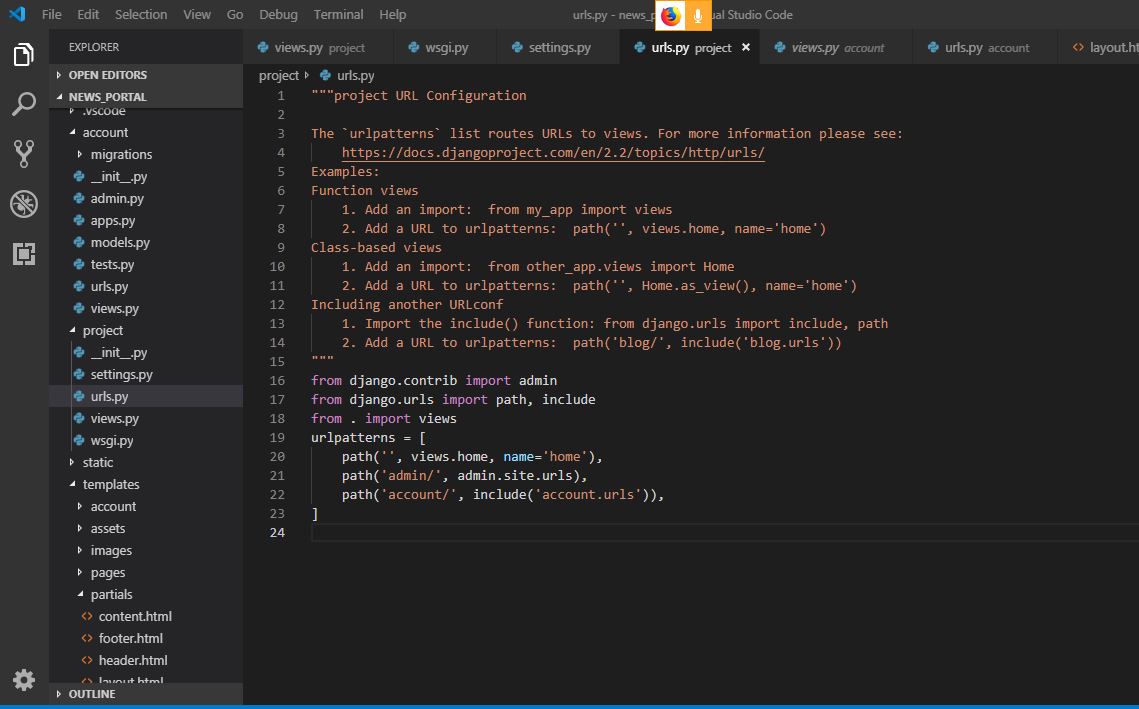 File Edit Selection View Go Debug Terminal Help urls.py - news_p ual Studio Code
EXPLORER
OPEN EDITORS
NEWS_PORTAL
.vscode
account
migrations
__init__.py
admin.py
apps.py
models.py
tests.py
urls.py
views.py
project
__init__.py
settings.py
urls.py
views.py
wsgi.py
static
templates
account
assets
images
pages
partials
content.html
footer.html
header.html
layout.html
OUTLINE
views.py project wsgi.py settings.py urls.py project × views.py account urls.py account layout.ht
project urls.py
1 """project URL Configuration
2
3 The `urlpatterns` list routes URLs to views. For more information please see:
4 https://docs.djangoproject.com/en/2.2/topics/http/urls/
5 Examples:
6 Function views
7 1. Add an import:  from my_app import views
8 2. Add a URL to urlpatterns:  path('', views.home, name='home')
9 Class-based views
10 1. Add an import:  from other_app.views import Home
11 2. Add a URL to urlpatterns:  path('', Home.as_view(), name='home')
12 Including another URLconf
13 1. Import the include() function: from django.urls import include, path
14 2. Add a URL to urlpatterns:  path('blog/', include('blog.urls'))
15 """
16 from django.contrib import admin
17 from django.urls import path, include
18 from . import views
19 urlpatterns = [
20 path('', views.home, name='home'),
21 path('admin/', admin.site.urls),
22 path('account/', include('account.urls')),
23 ]
24